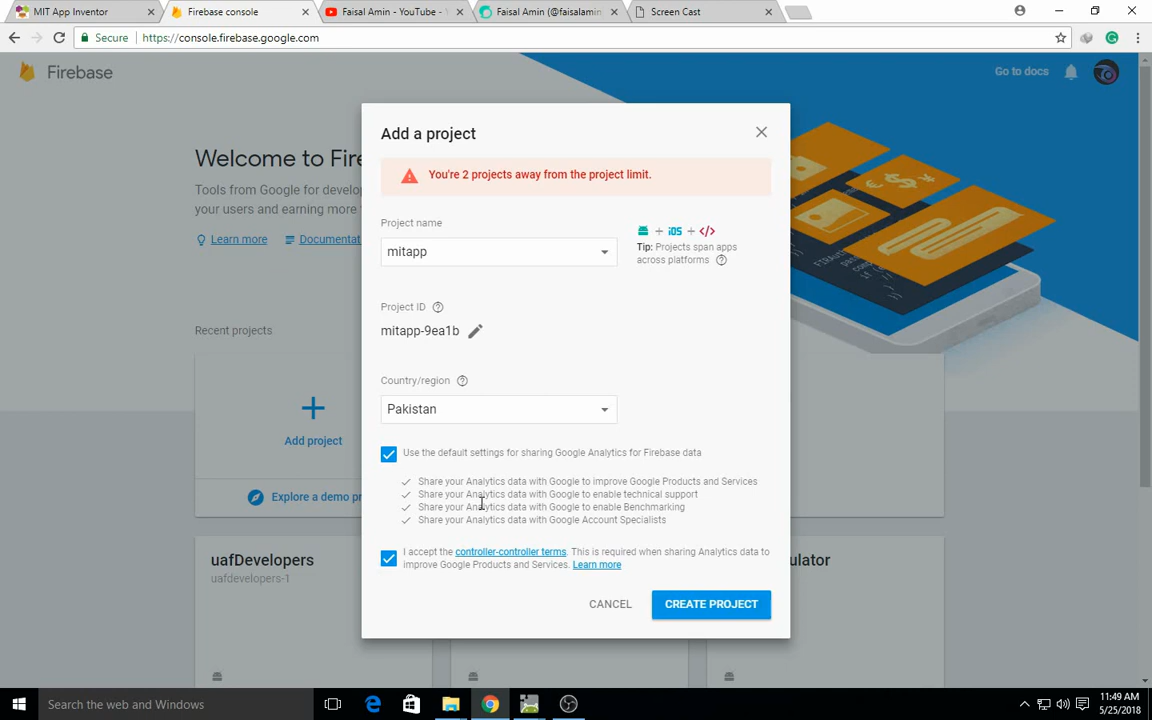 MIT App Inventor
Firebase console
Faisal Amin - YouTube -
Faisal Amin (@faisalamin
Screen Cast
Secure
https://console.firebase.google.com
Firebase
Go to docs
Welcome to Fire
Tools from Google for develop
your users and earning more
Learn more
Documentat
Recent projects
Add project
Explore a demo pr
uafDevelopers
uafdevelopers-1
ulator
Add a project
You're 2 projects away from the project limit.
Project name
mitapp
+ iOS + </>
Tip: Projects span apps
across platforms
Project ID
mitapp-9ea1b
Country/region
Pakistan
Use the default settings for sharing Google Analytics for Firebase data
Share your Analytics data with Google to improve Google Products and Services
Share your Analytics data with Google to enable technical support
Share your Analytics data with Google to enable Benchmarking
Share your Analytics data with Google Account Specialists
I accept the controller-controller terms. This is required when sharing Analytics data to
improve Google Products and Services. Learn more
CANCEL
CREATE PROJECT
Search the web and Windows
11:49 AM
5/25/2018